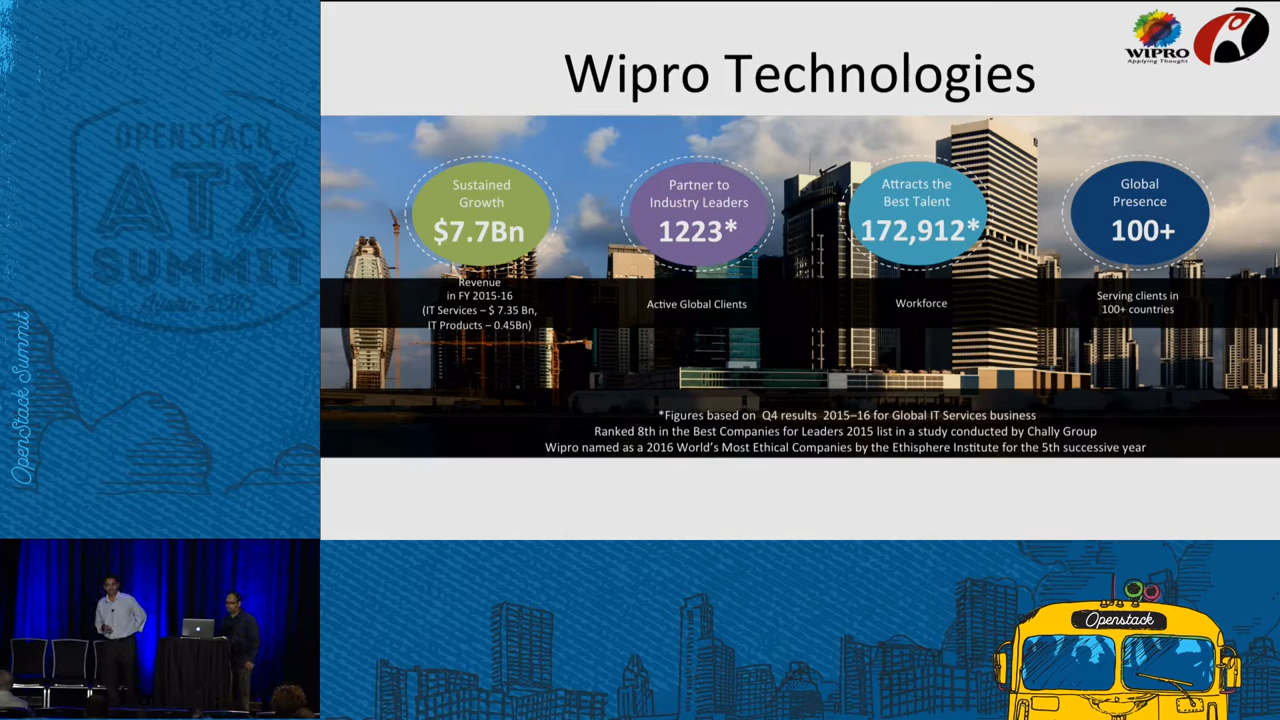 OPENSTACK
ATX
SUMMIT
OpenStack Summit
WIPRO
Applying Thought
Wipro Technologies
Sustained
Growth
$7.7Bn
Revenue
in FY 2015-16
(IT Services – $ 7.35 Bn,
IT Products – 0.45Bn)
Partner to
Industry Leaders
1223*
Active Global Clients
Attracts the
Best Talent
172,912*
Workforce
Global
Presence
100+
Serving clients in
100+ countries
*Figures based on Q4 results 2015–16 for Global IT Services business
Ranked 8th in the Best Companies for Leaders 2015 list in a study conducted by Chally Group
Wipro named as a 2016 World's Most Ethical Companies by the Ethisphere Institute for the 5th successive year
Openstack